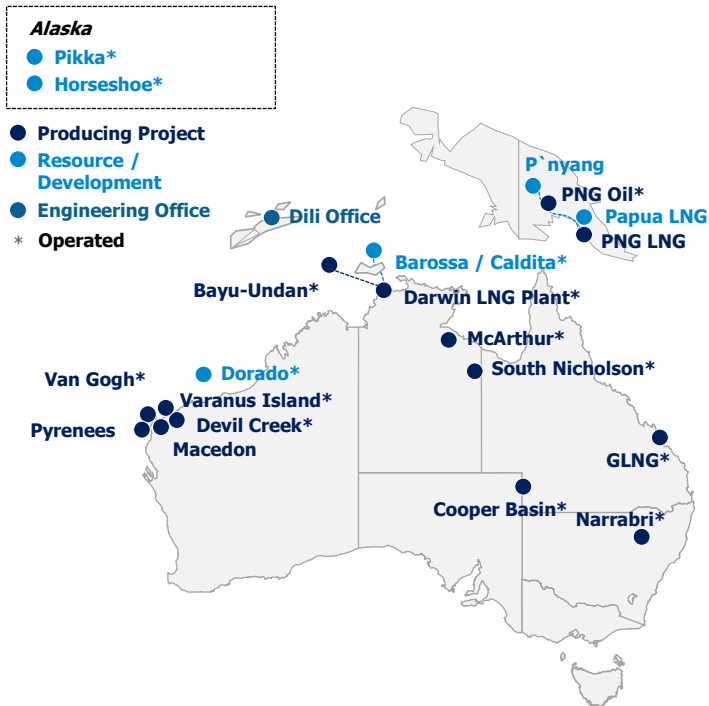 Alaska
Pikka*
Horseshoe*
Producing Project
Resource /
Development
Engineering Office
* Operated
P`nyang
PNG Oil*
Papua LNG
PNG LNG
Dili Office
Barossa / Caldita*
Bayu-Undan*
Darwin LNG Plant*
McArthur*
South Nicholson*
Dorado*
Van Gogh*
Varanus Island*
Devil Creek*
Pyrenees
Macedon
GLNG*
Cooper Basin*
Narrabri*